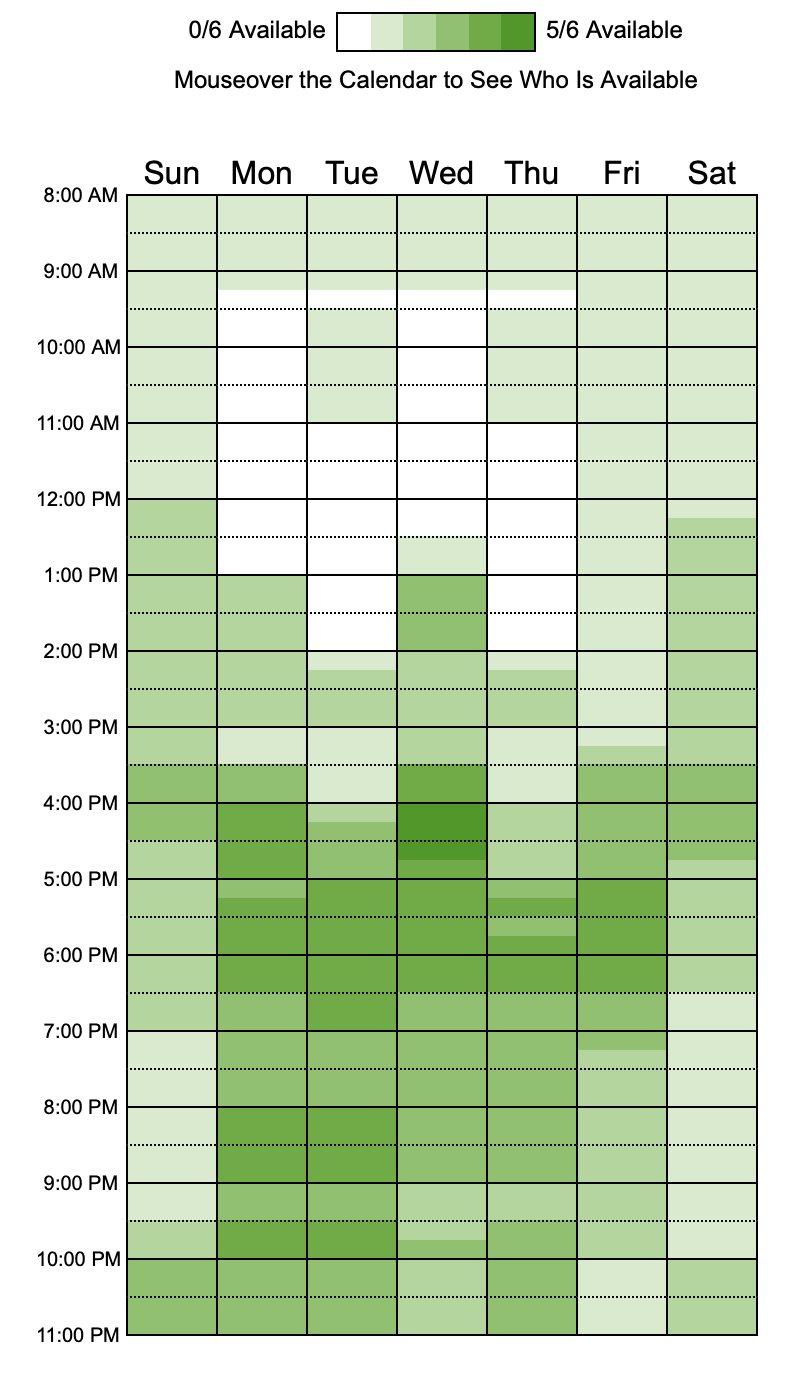 0/6 Available 5/6 Available
Mouseover the Calendar to See Who Is Available
Sun Mon Tue Wed Thu Fri Sat
8:00 AM
9:00 AM
10:00 AM
11:00 AM
12:00 PM
1:00 PM
2:00 PM
3:00 PM
4:00 PM
5:00 PM
6:00 PM
7:00 PM
8:00 PM
9:00 PM
10:00 PM
11:00 PM